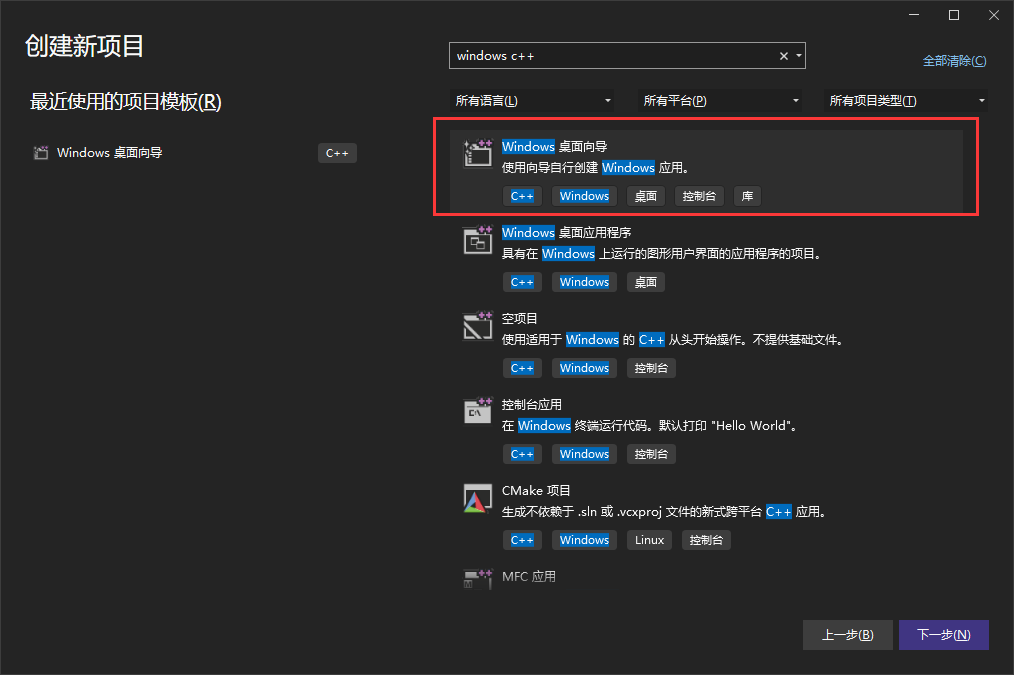 创建新项目
windows c++
全部清除(C)
最近使用的项目模板(R)
所有语言(L) 所有平台(P) 所有项目类型(T)
Windows 桌面向导 C++
Windows 桌面向导
使用向导自行创建 Windows 应用。
C++ Windows 桌面 控制台 库
Windows 桌面应用程序
具有在 Windows 上运行的图形用户界面的应用程序的项目。
C++ Windows 桌面
空项目
使用适用于 Windows 的 C++ 从头开始操作。不提供基础文件。
C++ Windows 控制台
控制台应用
在 Windows 终端运行代码。默认打印 "Hello World"。
C++ Windows 控制台
CMake 项目
生成不依赖于 .sln 或 .vcxproj 文件的新式跨平台 C++ 应用。
C++ Windows Linux 控制台
MFC 应用
上一步(B) 下一步(N)